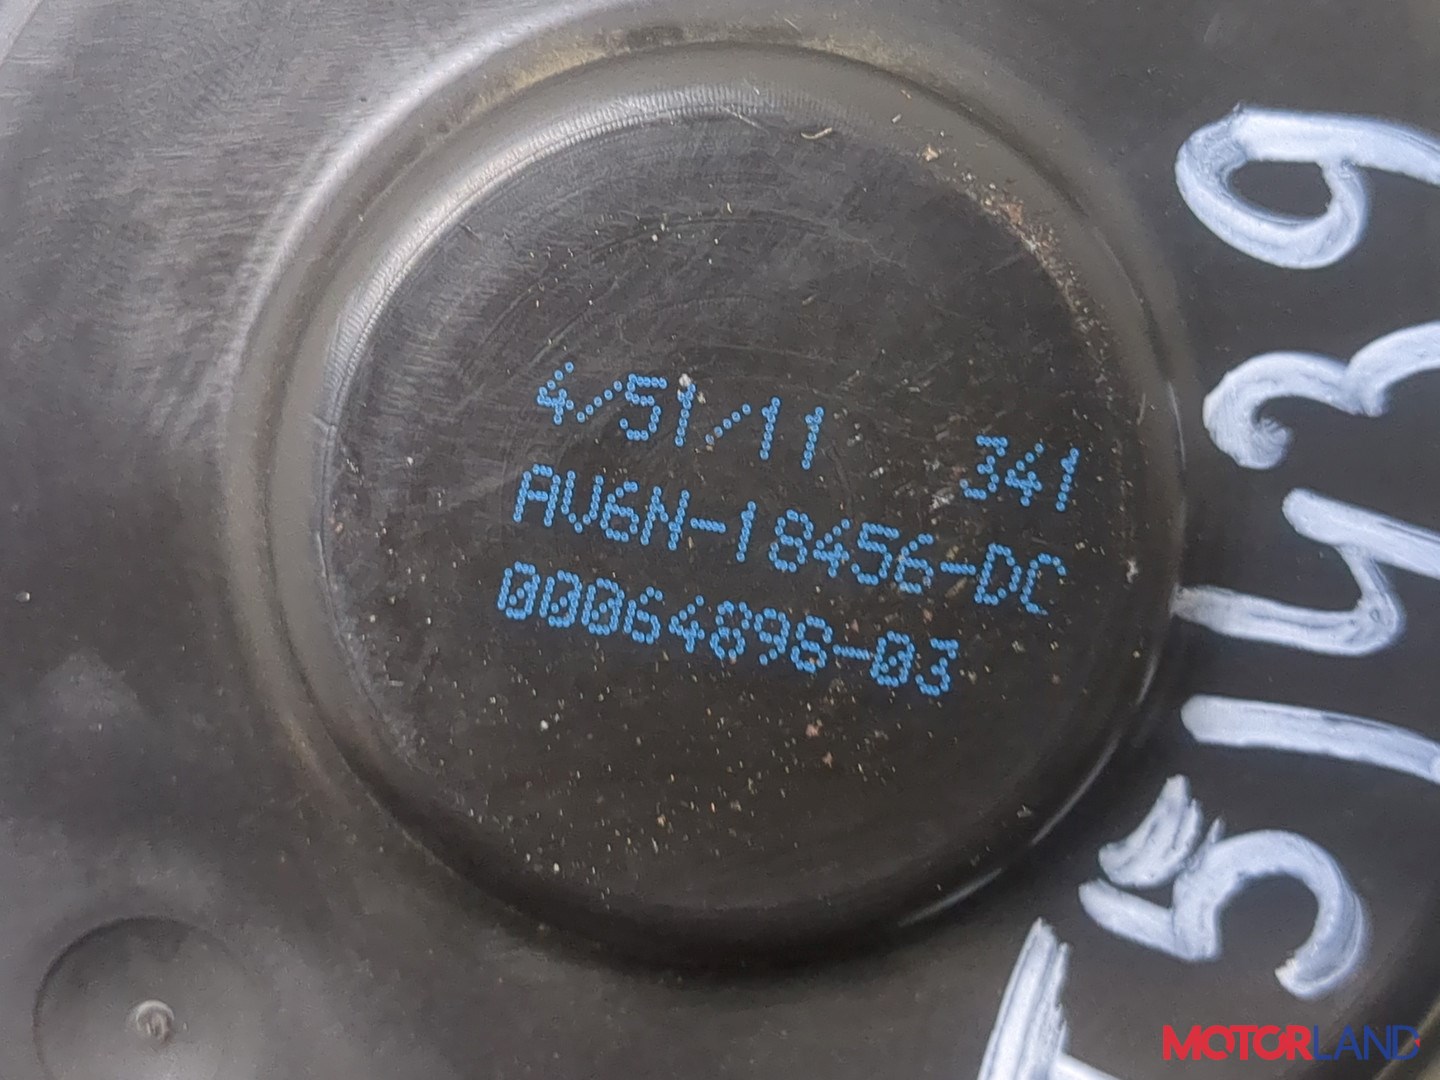 4/51/11 341
AV6N-18456-DC
00064898-03
T51439
MOTORLAND